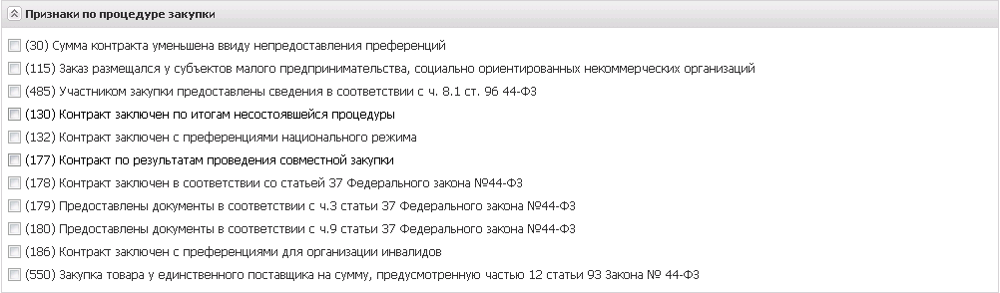 Признаки по процедуре закупки
(30) Сумма контракта уменьшена ввиду непредоставления преференций
(115) Заказ размещался у субъектов малого предпринимательства, социально ориентированных некоммерческих организаций
(485) Участником закупки предоставлены сведения в соответствии с ч. 8.1 ст. 96 44-ФЗ
(130) Контракт заключен по итогам несостоявшейся процедуры
(132) Контракт заключен с преференциями национального режима
(177) Контракт по результатам проведения совместной закупки
(178) Контракт заключен в соответствии со статьей 37 Федерального закона №44-ФЗ
(179) Предоставлены документы в соответствии с ч.3 статьи 37 Федерального закона №44-ФЗ
(180) Предоставлены документы в соответствии с ч.9 статьи 37 Федерального закона №44-ФЗ
(186) Контракт заключен с преференциями для организации инвалидов
(550) Закупка товара у единственного поставщика на сумму, предусмотренную частью 12 статьи 93 Закона № 44-ФЗ